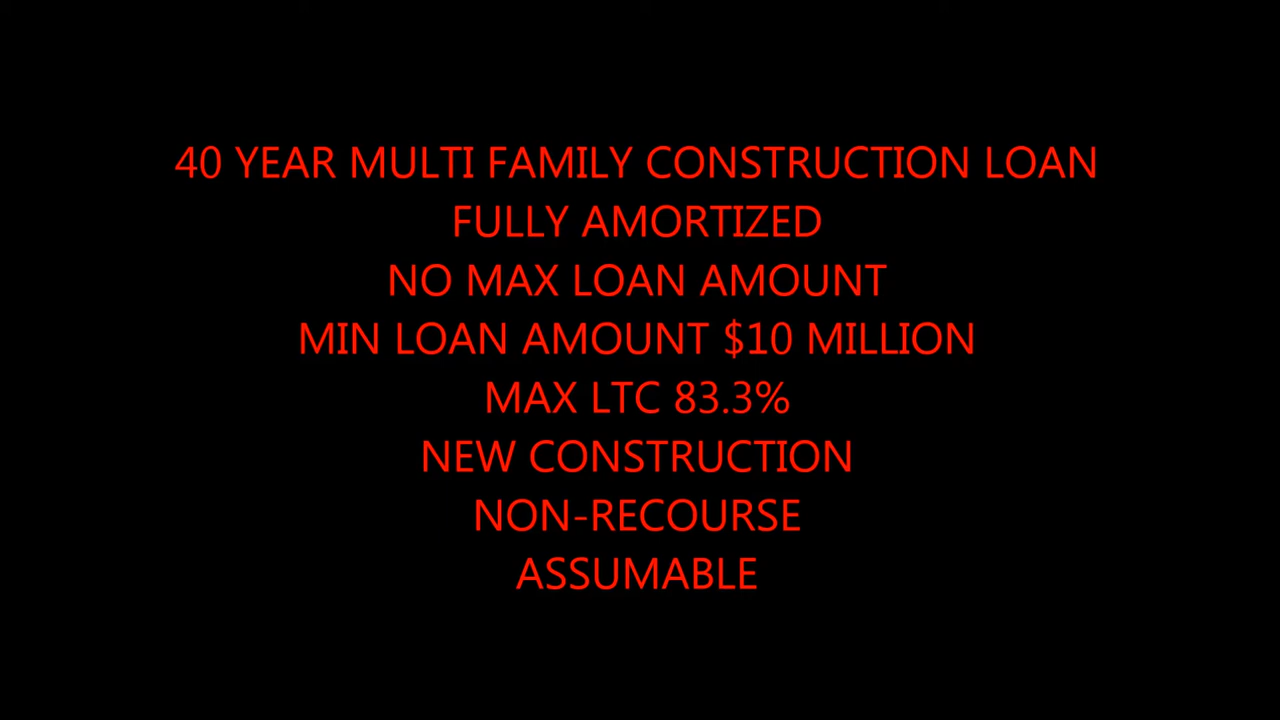 40 YEAR MULTI FAMILY CONSTRUCTION LOAN
FULLY AMORTIZED
NO MAX LOAN AMOUNT
MIN LOAN AMOUNT $10 MILLION
MAX LTC 83.3%
NEW CONSTRUCTION
NON-RECOURSE
ASSUMABLE